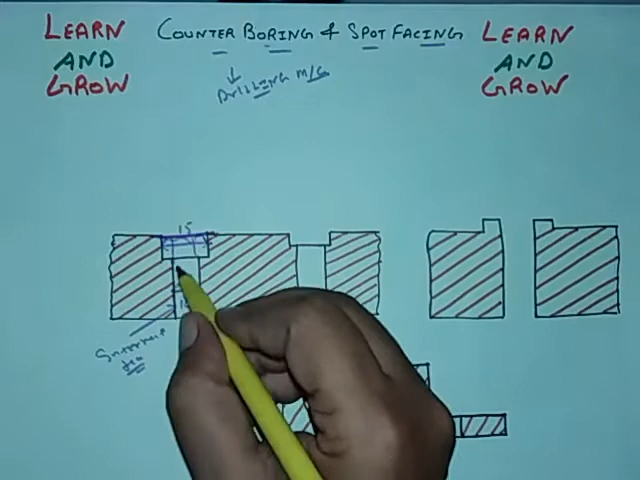 LEARN
AND
GROW
COUNTER BORING & SPOT FACING
Drilling M/C
LEARN
AND
GROW
15